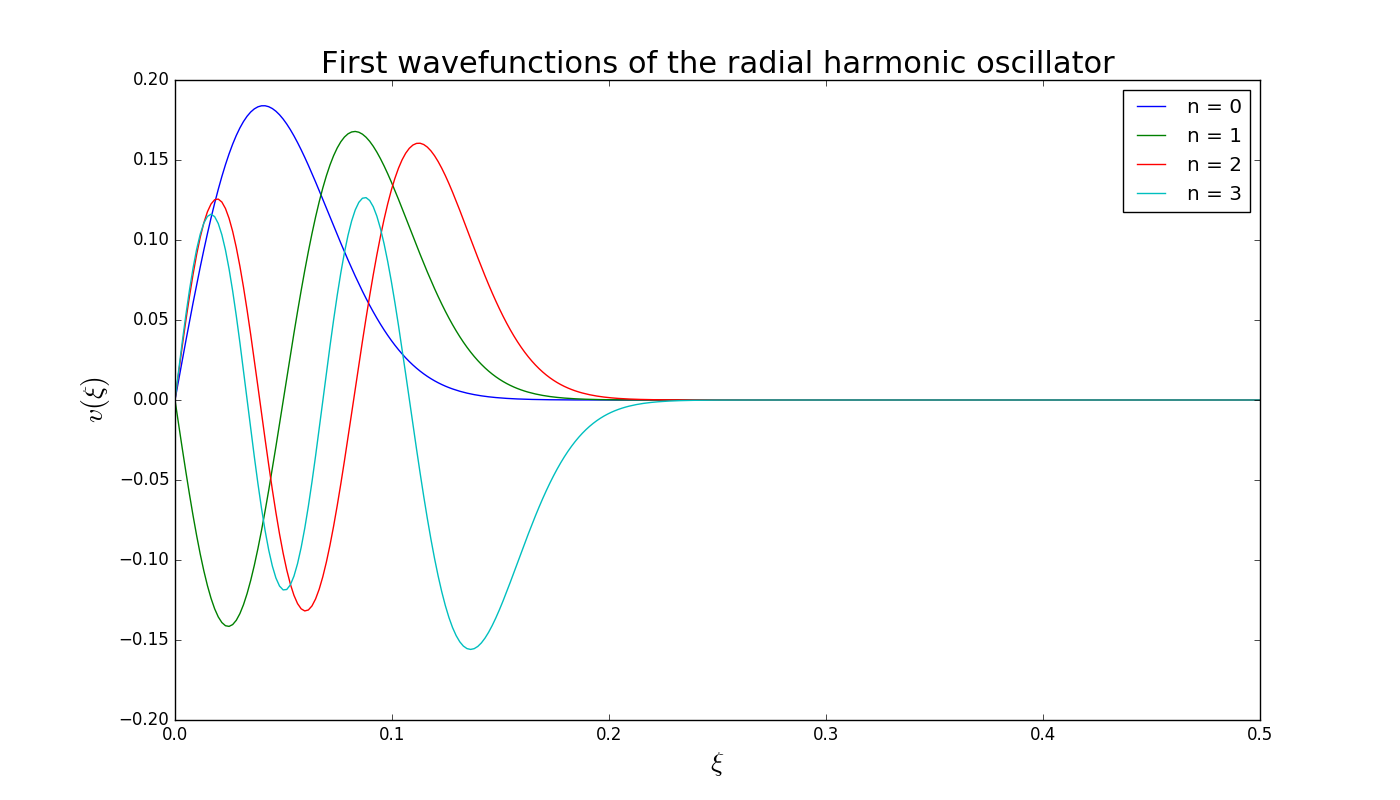 First wavefunctions of the radial harmonic oscillator
n = 0
n = 1
n = 2
n = 3
0.20
0.15
0.10
0.05
0.00
−0.05
−0.10
−0.15
−0.20
v(ξ)
0.0 0.1 0.2 0.3 0.4 0.5
ξ